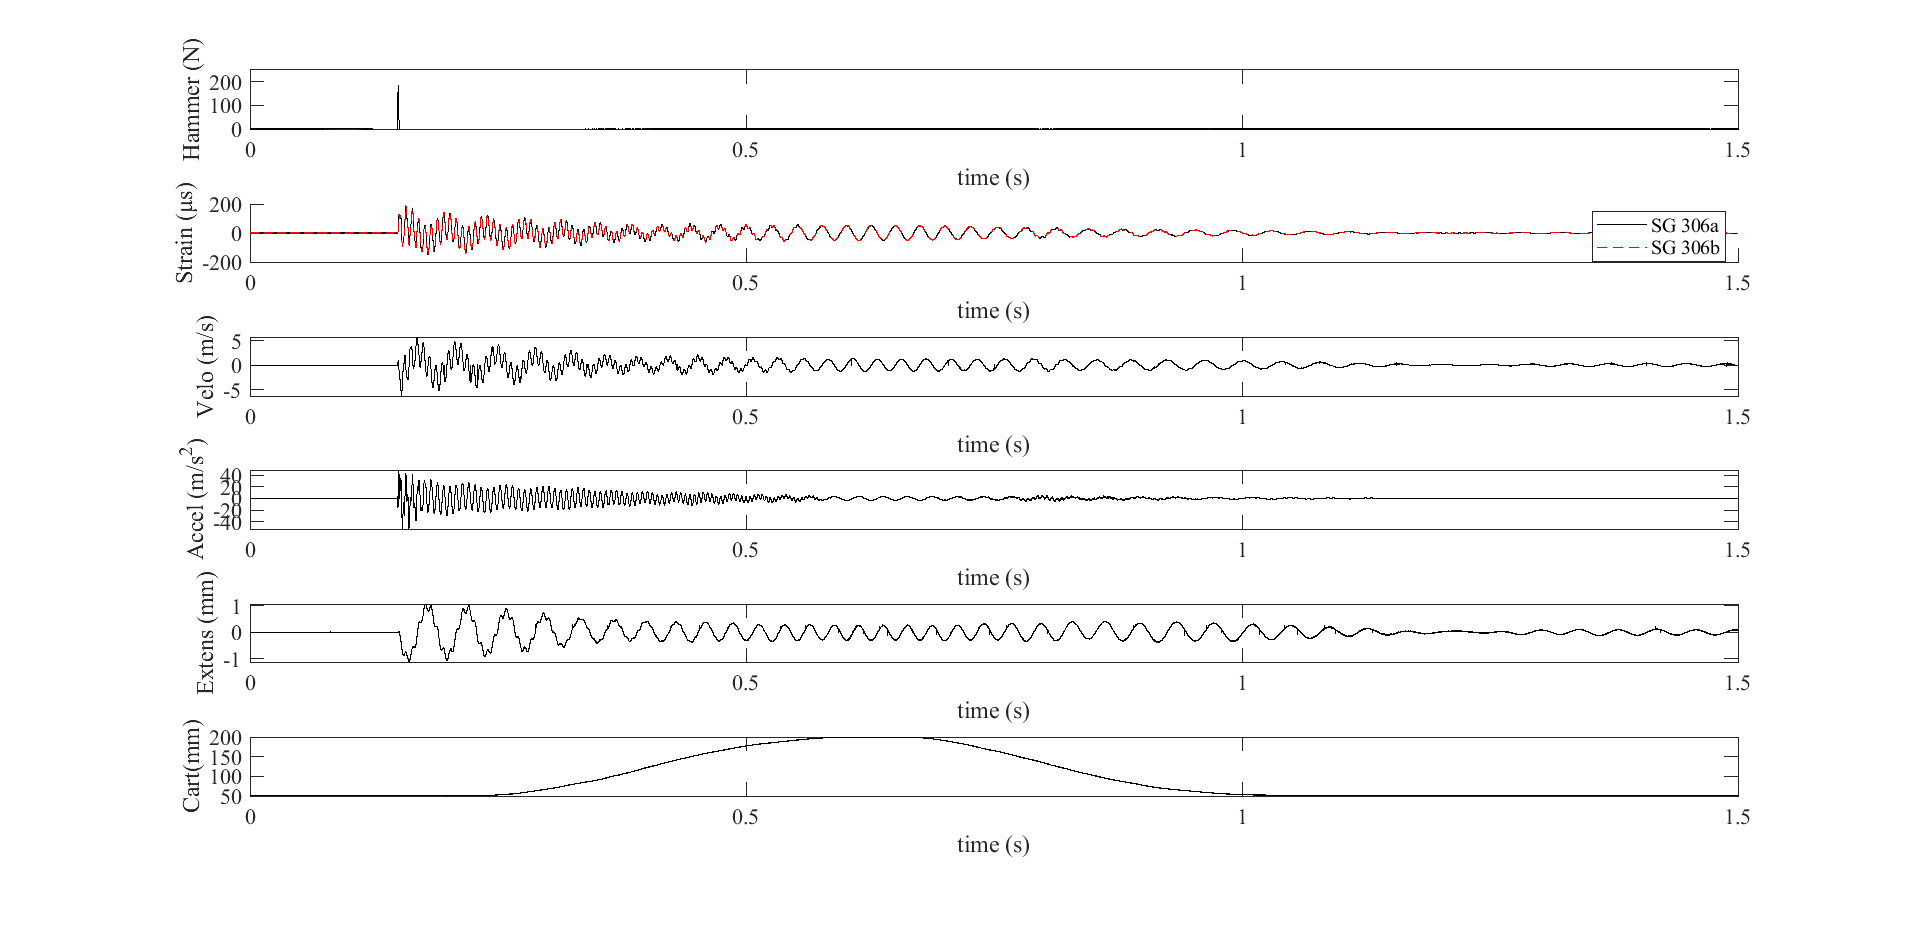 Hammer (N)
200
100
0
0 0.5 1 1.5
time (s)
Strain (μs)
200
0
-200
SG 306a
SG 306b
0 0.5 1 1.5
time (s)
Velo (m/s)
5
0
-5
0 0.5 1 1.5
time (s)
Accel (m/s²)
40
20
0
-20
-40
0 0.5 1 1.5
time (s)
Extens (mm)
1
0
-1
0 0.5 1 1.5
time (s)
Cart(mm)
200
150
100
50
0 0.5 1 1.5
time (s)